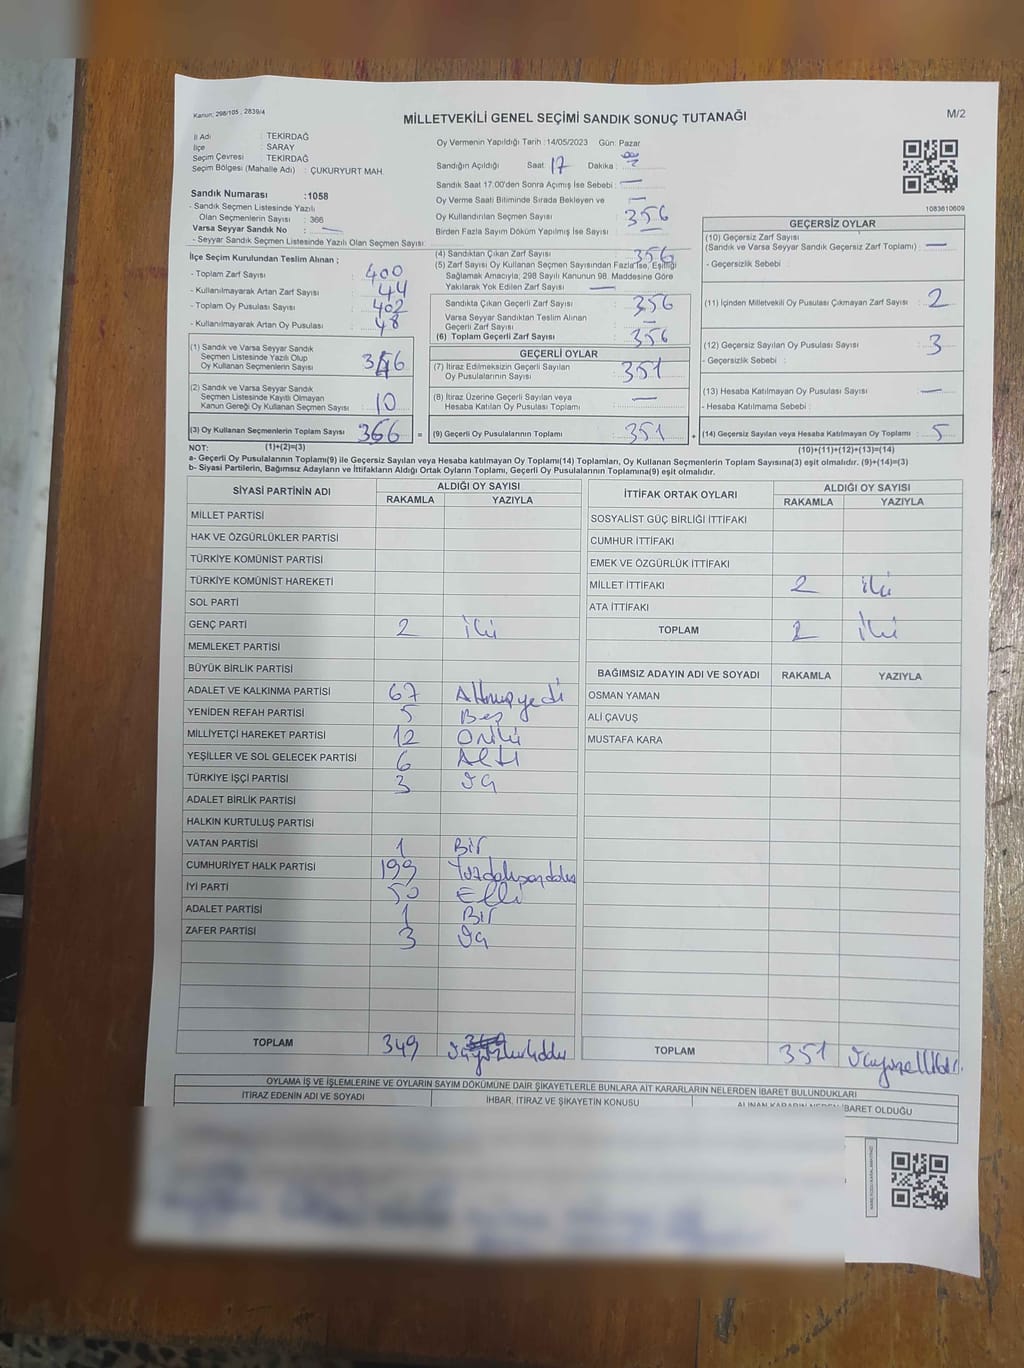 Kanun; 298/105 , 2839/4
MİLLETVEKİLİ GENEL SEÇİMİ SANDIK SONUÇ TUTANAĞI
M/2
İl Adı : TEKİRDAĞ
İlçe : SARAY
Seçim Çevresi : TEKİRDAĞ
Seçim Bölgesi (Mahalle Adı) : ÇUKURYURT MAH.
Sandık Numarası :1058
- Sandık Seçmen Listesinde Yazılı
Olan Seçmenlerin Sayısı : 366
Varsa Seyyar Sandık No : —
- Seyyar Sandık Seçmen Listesinde Yazılı Olan Seçmen Sayısı:
Oy Vermenin Yapıldığı Tarih : 14/05/2023 Gün: Pazar
Sandığın Açıldığı Saat: 17 Dakika :
Sandık Saat 17.00'den Sonra Açımış İse Sebebi : —
Oy Verme Saati Bitiminde Sırada Bekleyen ve —
Oy Kullandırılan Seçmen Sayısı 356
Birden Fazla Sayım Döküm Yapılmış İse Sayısı : —
1083610609
İlçe Seçim Kurulundan Teslim Alınan ;
- Toplam Zarf Sayısı : 400
- Kullanılmayarak Artan Zarf Sayısı : 44
- Toplam Oy Pusulası Sayısı : 402
- Kullanılmayarak Artan Oy Pusulası : 48
(1) Sandık ve Varsa Seyyar Sandık
Seçmen Listesinde Yazılı Olup
Oy Kullanan Seçmenlerin Sayısı : 346
(2) Sandık ve Varsa Seyyar Sandık
Seçmen Listesinde Kayıtlı Olmayan
Kanun Gereği Oy Kullanan Seçmen Sayısı : 10
(3) Oy Kullanan Seçmenlerin Toplam Sayısı 366
(4) Sandıktan Çıkan Zarf Sayısı : 356
(5) Zarf Sayısı Oy Kullanan Seçmen Sayısından Fazla İse, Eşitliği
Sağlamak Amacıyla, 298 Sayılı Kanunun 98. Maddesine Göre
Yakılarak Yok Edilen Zarf Sayısı : —
Sandıkta Çıkan Geçerli Zarf Sayısı : 356
Varsa Seyyar Sandıktan Teslim Alınan
Geçerli Zarf Sayısı : —
(6) Toplam Geçerli Zarf Sayısı : 356
GEÇERLİ OYLAR
(7) İtiraz Edilmeksizin Geçerli Sayılan
Oy Pusulalarının Sayısı : 351
(8) İtiraz Üzerine Geçerli Sayılan veya
Hesaba Katılan Oy Pusulası Toplamı : —
= (9) Geçerli Oy Pusulalarının Toplamı : 351
GEÇERSİZ OYLAR
(10) Geçersiz Zarf Sayısı
(Sandık ve Varsa Seyyar Sandık Geçersiz Zarf Toplamı) : —
- Geçersizlik Sebebi :
(11) İçinden Milletvekili Oy Pusulası Çıkmayan Zarf Sayısı : 2
(12) Geçersiz Sayılan Oy Pusulası Sayısı : 3
- Geçersizlik Sebebi :
(13) Hesaba Katılmayan Oy Pusulası Sayısı : —
- Hesaba Katılmama Sebebi :
+ (14) Geçersiz Sayılan veya Hesaba Katılmayan Oy Toplamı : 5
NOT: (1)+(2)=(3)
(10)+(11)+(12)+(13)=(14)
a- Geçerli Oy Pusulalarının Toplamı(9) ile Geçersiz Sayılan veya Hesaba katılmayan Oy Toplamı(14) Toplamları, Oy Kullanan Seçmenlerin Toplam Sayısına(3) eşit olmalıdır. (9)+(14)=(3)
b- Siyasi Partilerin, Bağımsız Adayların ve İttifakların Aldığı Ortak Oyların Toplamı, Geçerli Oy Pusulalarının Toplamına(9) eşit olmalıdır.
SİYASİ PARTİNİN ADI ALDIĞI OY SAYISI
RAKAMLA YAZIYLA
MİLLET PARTİSİ
HAK VE ÖZGÜRLÜKLER PARTİSİ
TÜRKİYE KOMÜNİST PARTİSİ
TÜRKİYE KOMÜNİST HAREKETİ
SOL PARTİ
GENÇ PARTİ 2 iki
MEMLEKET PARTİSİ
BÜYÜK BİRLİK PARTİSİ
ADALET VE KALKINMA PARTİSİ 67 Altmışyedi
YENİDEN REFAH PARTİSİ 5 Beş
MİLLİYETÇİ HAREKET PARTİSİ 12 Oniki
YEŞİLLER VE SOL GELECEK PARTİSİ 6 Altı
TÜRKİYE İŞÇİ PARTİSİ 3 Üç
ADALET BİRLİK PARTİSİ
HALKIN KURTULUŞ PARTİSİ
VATAN PARTİSİ 1 Bir
CUMHURİYET HALK PARTİSİ 199 Yüzdoksandokuz
İYİ PARTİ 50 Elli
ADALET PARTİSİ 1 Bir
ZAFER PARTİSİ 3 Üç
TOPLAM 349 Üçyüzkırkdokuz
İTTİFAK ORTAK OYLARI ALDIĞI OY SAYISI
RAKAMLA YAZIYLA
SOSYALİST GÜÇ BİRLİĞİ İTTİFAKI
CUMHUR İTTİFAKI
EMEK VE ÖZGÜRLÜK İTTİFAKI
MİLLET İTTİFAKI 2 iki
ATA İTTİFAKI
TOPLAM 2 İki
BAĞIMSIZ ADAYIN ADI VE SOYADI RAKAMLA YAZIYLA
OSMAN YAMAN
ALİ ÇAVUŞ
MUSTAFA KARA
TOPLAM 351 Üçyüzellibir
OYLAMA İŞ VE İŞLEMLERİNE VE OYLARIN SAYIM DÖKÜMÜNE DAİR ŞİKAYETLERLE BUNLARA AİT KARARLARIN NELERDEN İBARET BULUNDUKLARI
İTİRAZ EDENİN ADI VE SOYADI
İHBAR, İTİRAZ VE ŞİKAYETİN KONUSU
ALINAN KARARIN NEDEN İBARET OLDUĞU